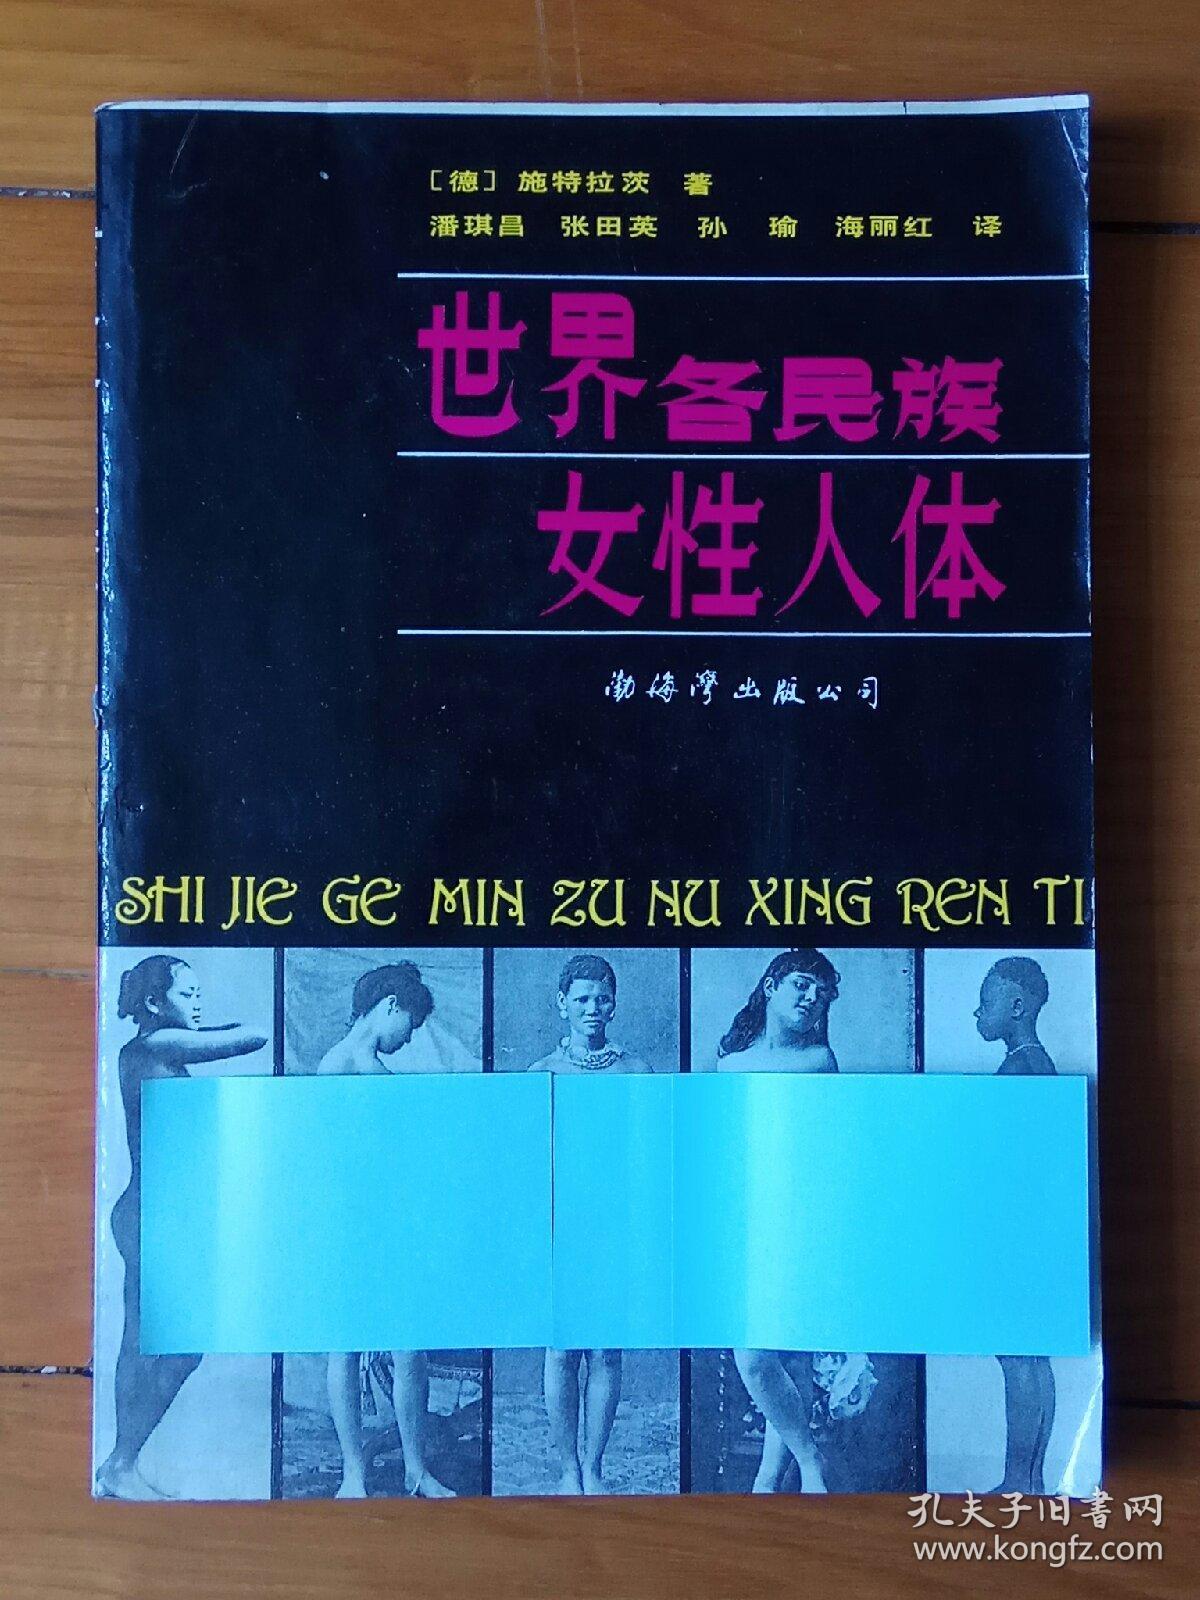 ［德］施特拉茨 著
潘琪昌 张田英 孙瑜 海丽红 译
世界各民族
女性人体
渤海湾出版公司
SHI JIE GE MIN ZU NU XING REN TI
孔夫子旧书网
www.kongfz.com